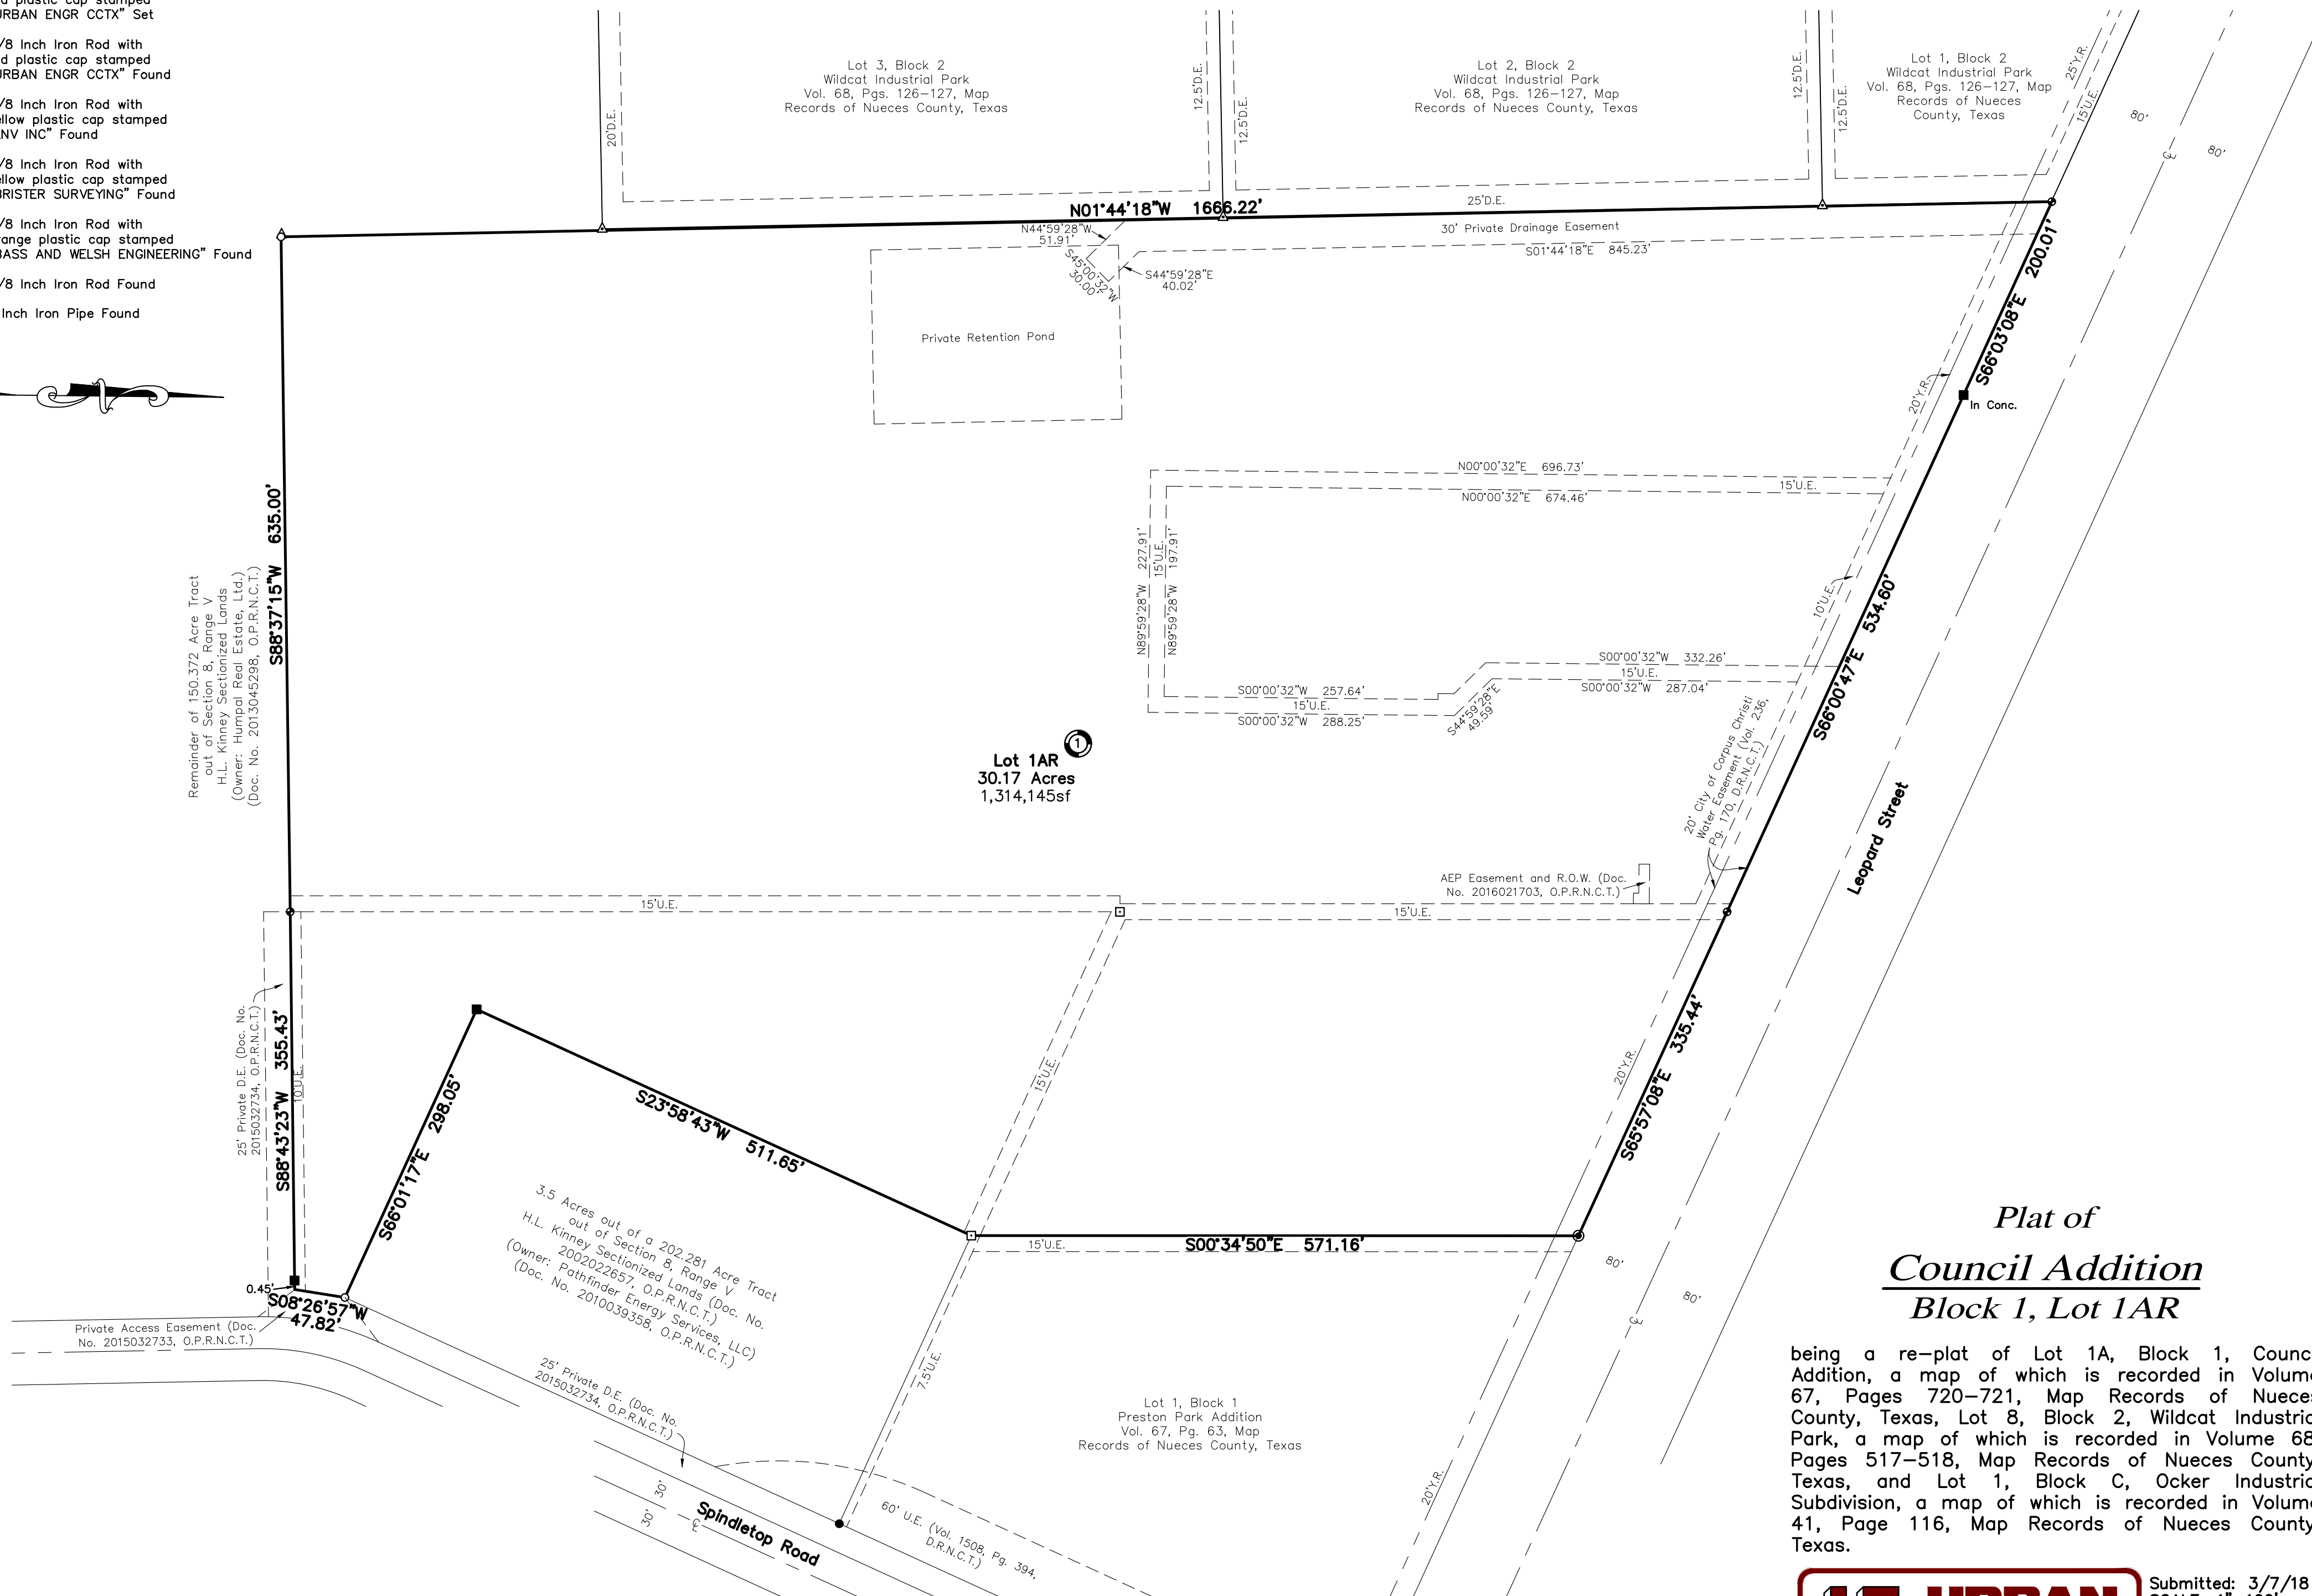 URBAN ENGR CCTX" Set
/8 Inch Iron Rod with
d plastic cap stamped
URBAN ENGR CCTX" Found
/8 Inch Iron Rod with
ellow plastic cap stamped
LNV INC" Found
/8 Inch Iron Rod with
ellow plastic cap stamped
BRISTER SURVEYING" Found
/8 Inch Iron Rod with
range plastic cap stamped
BASS AND WELSH ENGINEERING" Found
/8 Inch Iron Rod Found
Inch Iron Pipe Found
20'D.E.
Lot 3, Block 2
Wildcat Industrial Park
Vol. 68, Pgs. 126-127, Map
Records of Nueces County, Texas
12.5'D.E.
12.5'D.E.
Lot 2, Block 2
Wildcat Industrial Park
Vol. 68, Pgs. 126-127, Map
Records of Nueces County, Texas
12.5'D.E.
12.5'D.E.
Lot 1, Block 2
Wildcat Industrial Park
Vol. 68, Pgs. 126-127, Map
Records of Nueces
County, Texas
25'Y.R.
15'U.E.
80'
℄
80'
25'D.E.
N01°44'18"W 1666.22'
N44°59'28"W
51.91'
S45°00'32"W
30.00'
S44°59'28"E
40.02'
30' Private Drainage Easement
S01°44'18"E 845.23'
S66°03'08"E 200.01'
Private Retention Pond
20'Y.R.
In Conc.
N00°00'32"E 696.73'
15'U.E.
N00°00'32"E 674.46'
N89°59'28"W 227.91'
15'U.E.
N89°59'28"W 197.91'
S88°37'15"W 635.00'
Remainder of 150.372 Acre Tract
out of Section 8, Range V
H.L. Kinney Sectionized Lands
(Owner: Humpal Real Estate, Ltd.)
(Doc. No. 2013045298, O.P.R.N.C.T.)
10'U.E.
S66°00'47"E 534.60'
S00°00'32"W 332.26'
15'U.E.
S00°00'32"W 287.04'
S00°00'32"W 257.64'
15'U.E.
S00°00'32"W 288.25'
S44°59'28"E
49.59'
1
Lot 1AR
30.17 Acres
1,314,145sf
20' City of Corpus Christi
Water Easement (Vol. 236,
Pg. 170, D.R.N.C.T.)
Leopard Street
AEP Easement and R.O.W. (Doc.
No. 2016021703, O.P.R.N.C.T.)
15'U.E.
15'U.E.
25' Private D.E. (Doc. No.
2015032734, O.P.R.N.C.T.)
S88°43'23"W 355.43'
10'U.E.
S66°01'17"E 298.05'
S23°58'43"W 511.65'
15'U.E.
20'Y.R.
S65°57'08"E 335.44'
3.5 Acres out of a 202.281 Acre Tract
out of Section 8, Range V
H.L. Kinney Sectionized Lands (Doc. No.
2002022657, O.P.R.N.C.T.)
(Owner: Pathfinder Energy Services, LLC)
(Doc. No. 2010039358, O.P.R.N.C.T.)
15'U.E.
S00°34'50"E 571.16'
80'
80'
℄
0.45'
S08°26'57"W
47.82'
Private Access Easement (Doc.
No. 2015032733, O.P.R.N.C.T.)
25' Private D.E. (Doc. No.
2015032734, O.P.R.N.C.T.)
7.5'U.E.
Lot 1, Block 1
Preston Park Addition
Vol. 67, Pg. 63, Map
Records of Nueces County, Texas
20'Y.R.
30'
30'
℄
Spindletop Road
60' U.E. (Vol. 1508, Pg. 394,
D.R.N.C.T.)
Plat of
Council Addition
Block 1, Lot 1AR
being a re-plat of Lot 1A, Block 1, Counc
Addition, a map of which is recorded in Volume
67, Pages 720-721, Map Records of Nueces
County, Texas, Lot 8, Block 2, Wildcat Industria
Park, a map of which is recorded in Volume 68
Pages 517-518, Map Records of Nueces County
Texas, and Lot 1, Block C, Ocker Industria
Subdivision, a map of which is recorded in Volum
41, Page 116, Map Records of Nueces County
Texas.
URBAN
Submitted: 3/7/18